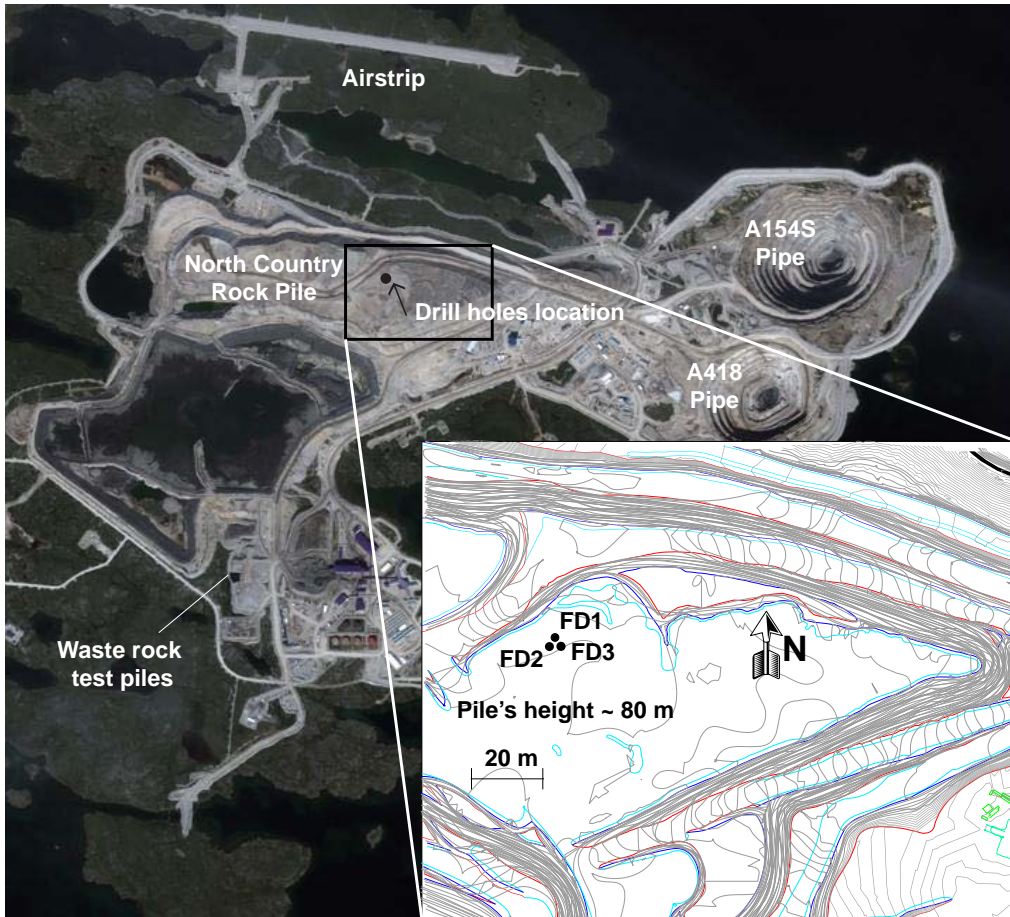 Airstrip
A154S
Pipe
North Country
Rock Pile
Drill holes location
A418
Pipe
Waste rock
test piles
FD1
FD2
FD3
N
Pile's height ~ 80 m
20 m